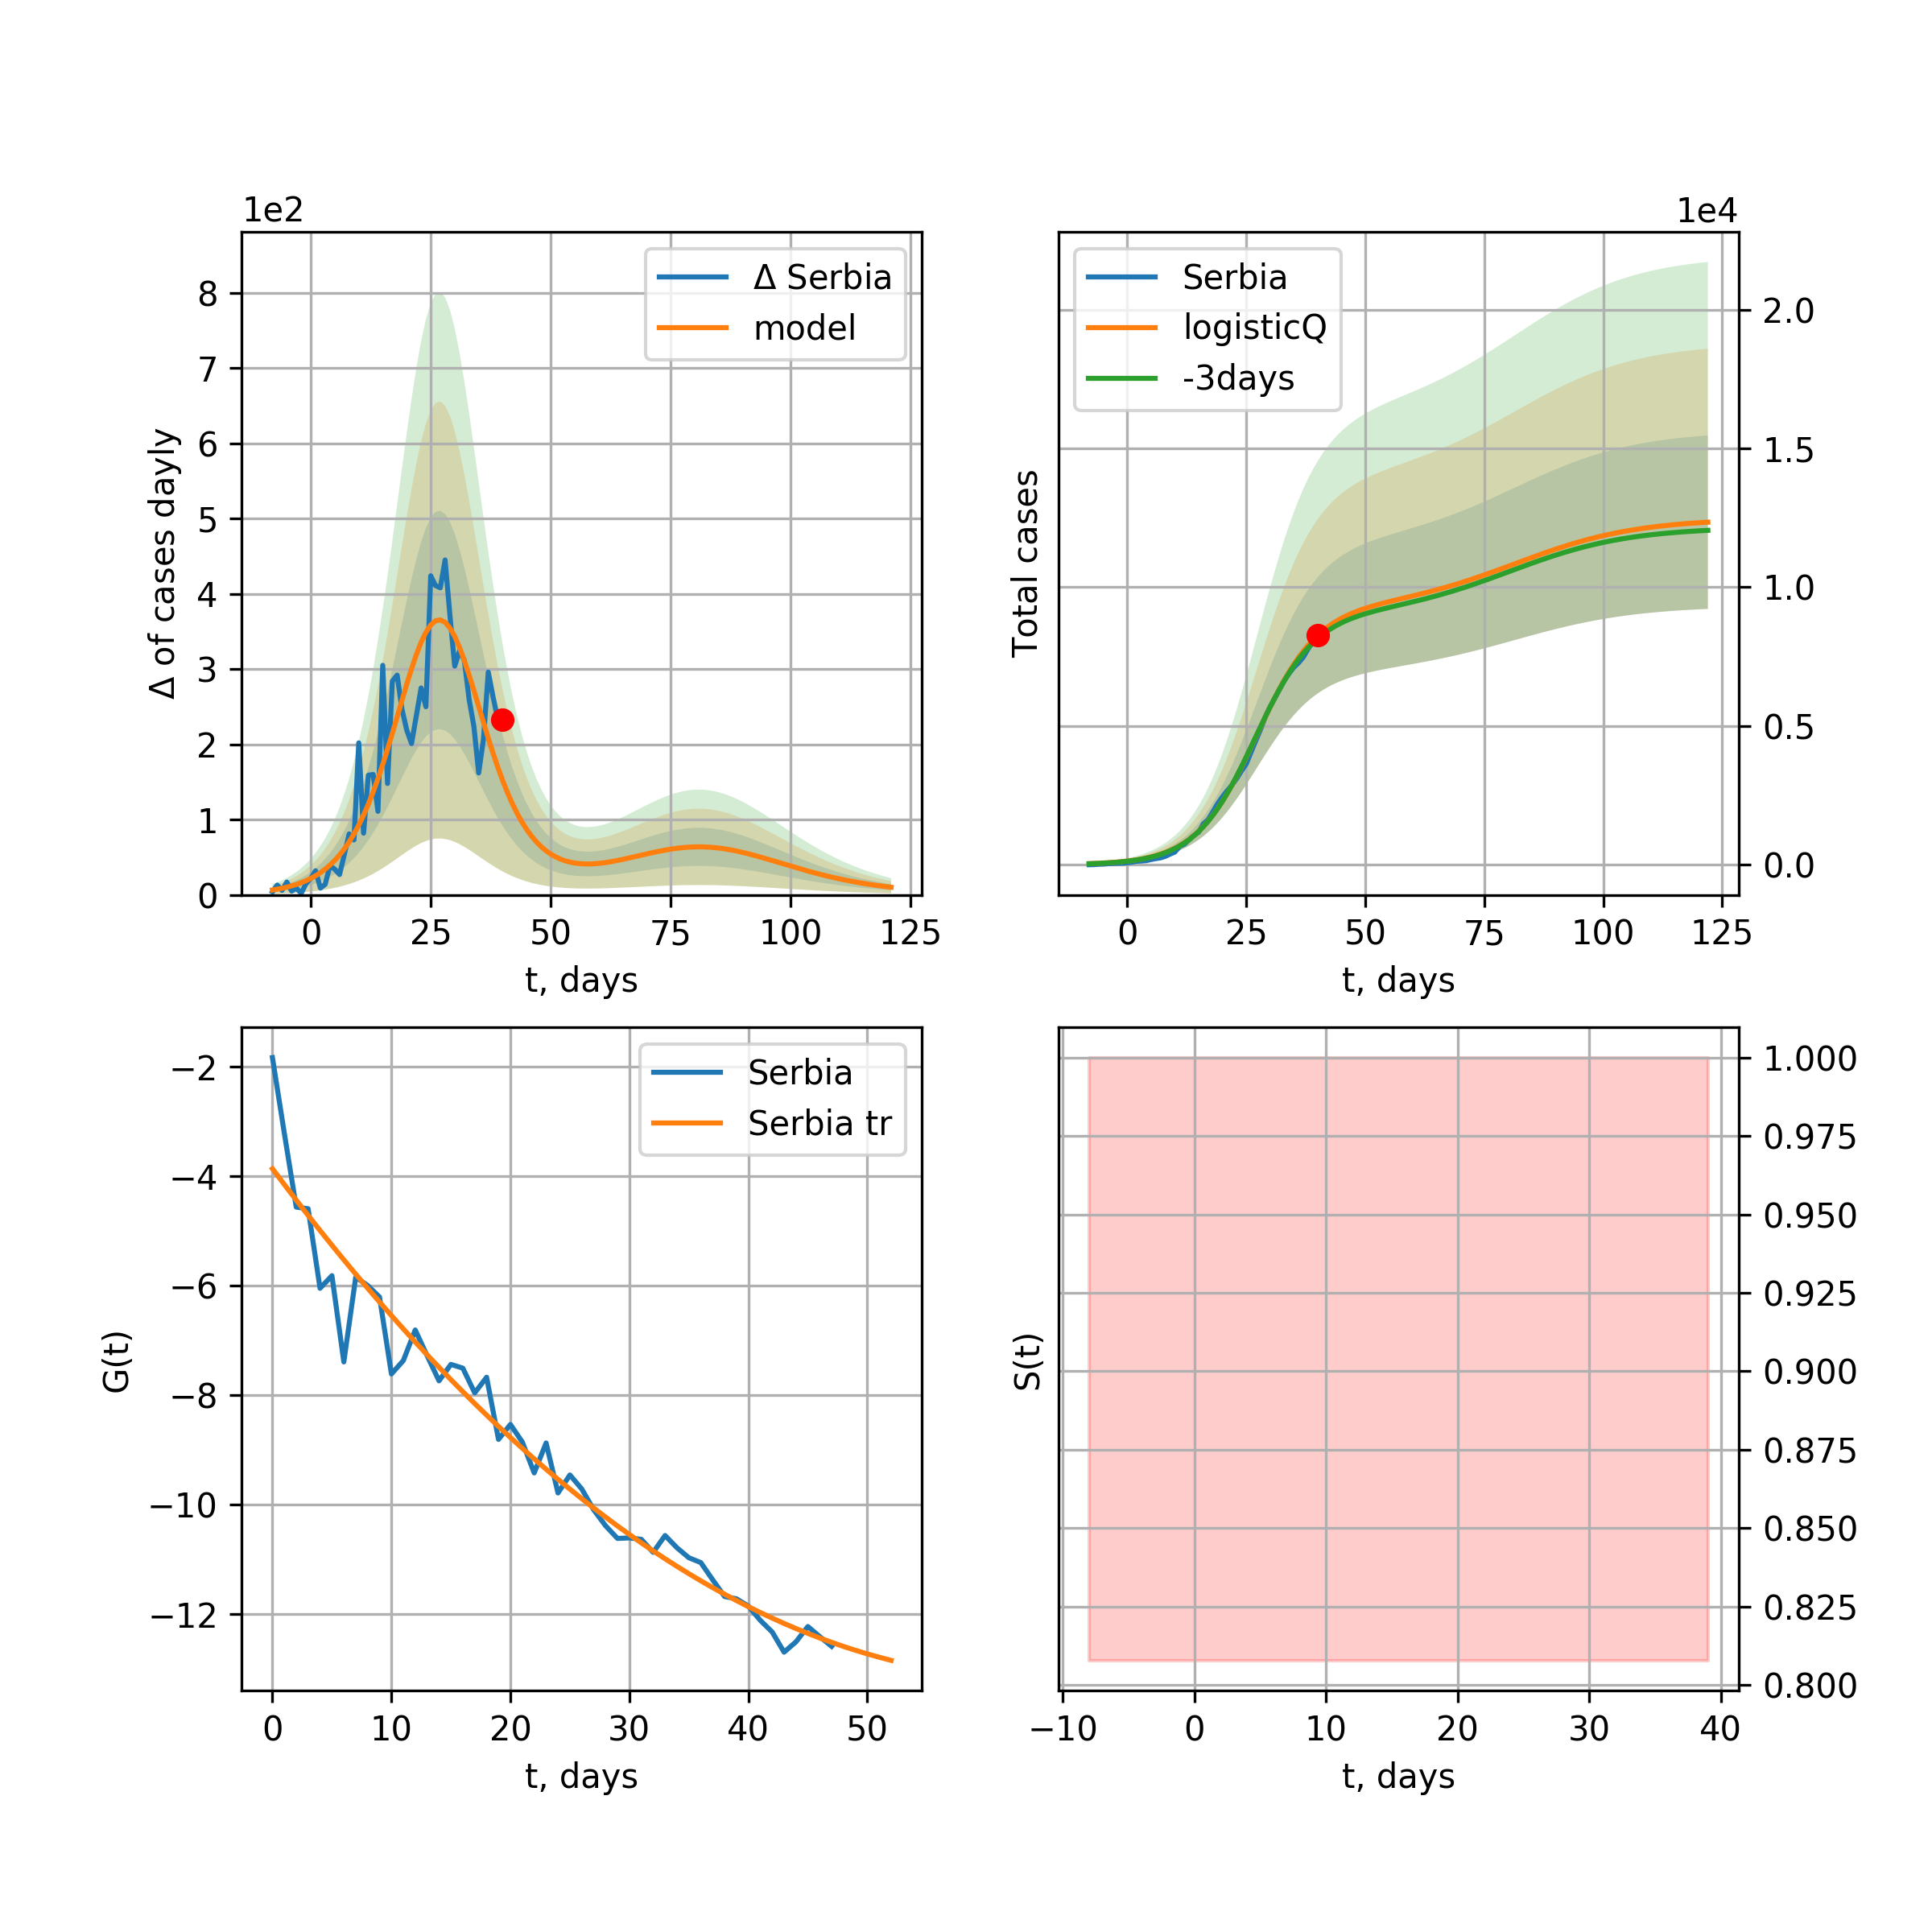 1e2
Δ of cases dayly
8
7
6
5
4
3
2
1
0
Δ Serbia
model
0 25 50 75 100 125
t, days
1e4
Total cases
Serbia
logisticQ
-3days
2.0
1.5
1.0
0.5
0.0
0 25 50 75 100 125
t, days
G(t)
−2
−4
−6
−8
−10
−12
Serbia
Serbia tr
0 10 20 30 40 50
t, days
S(t)
1.000
0.975
0.950
0.925
0.900
0.875
0.850
0.825
0.800
−10 0 10 20 30 40
t, days